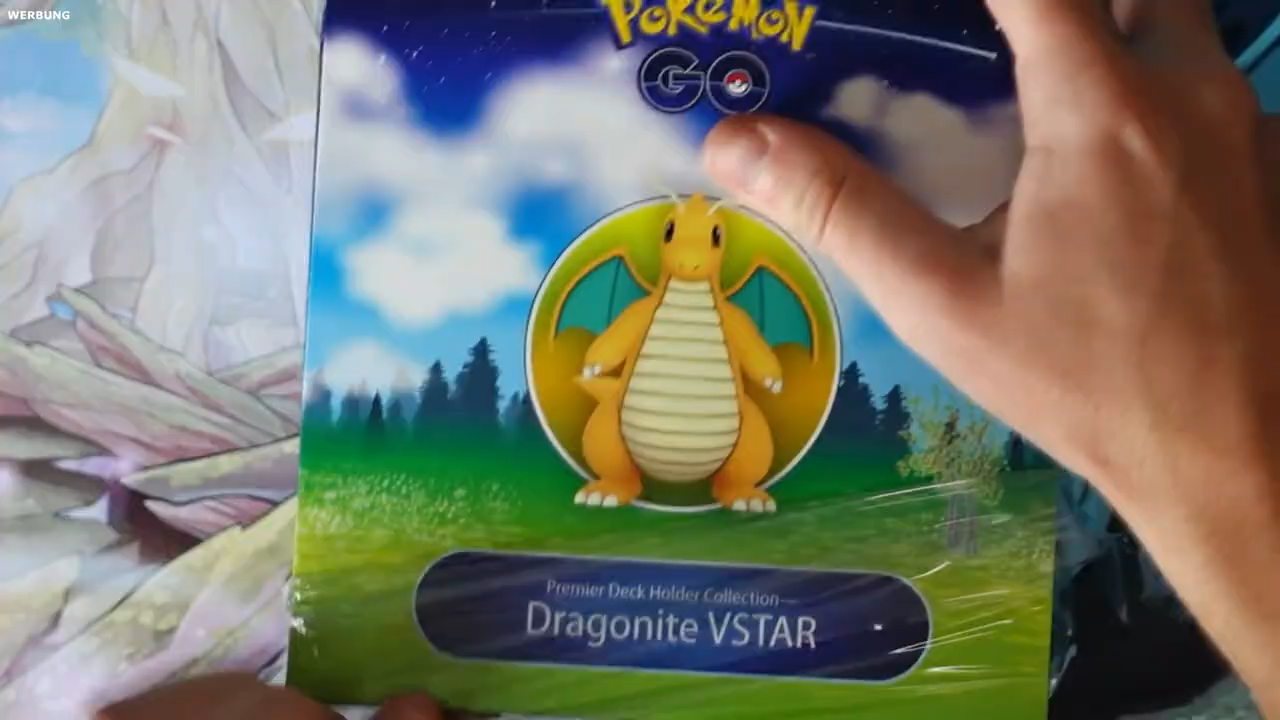 WERBUNG
POKéMON
GO
Premier Deck Holder Collection
Dragonite VSTAR